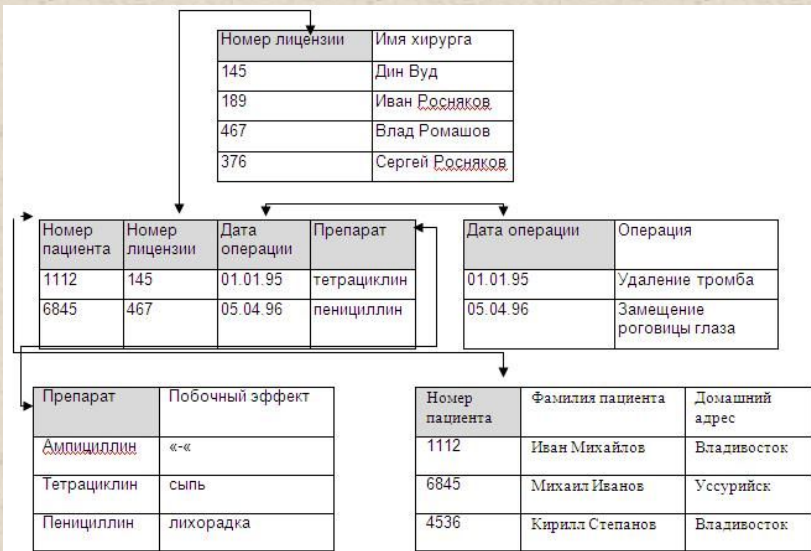 Номер лицензии Имя хирурга
145 Дин Вуд
189 Иван Росняков
467 Влад Ромашов
376 Сергей Росняков
Номер Номер Дата Препарат
пациента лицензии операции
1112 145 01.01.95 тетрациклин
6845 467 05.04.96 пенициллин
Дата операции Операция
01.01.95 Удаление тромба
05.04.96 Замещение
роговицы глаза
Препарат Побочный эффект
Ампициллин «-«
Тетрациклин сыпь
Пенициллин лихорадка
Номер Фамилия пациента Домашний
пациента адрес
1112 Иван Михайлов Владивосток
6845 Михаил Иванов Уссурийск
4536 Кирилл Степанов Владивосток